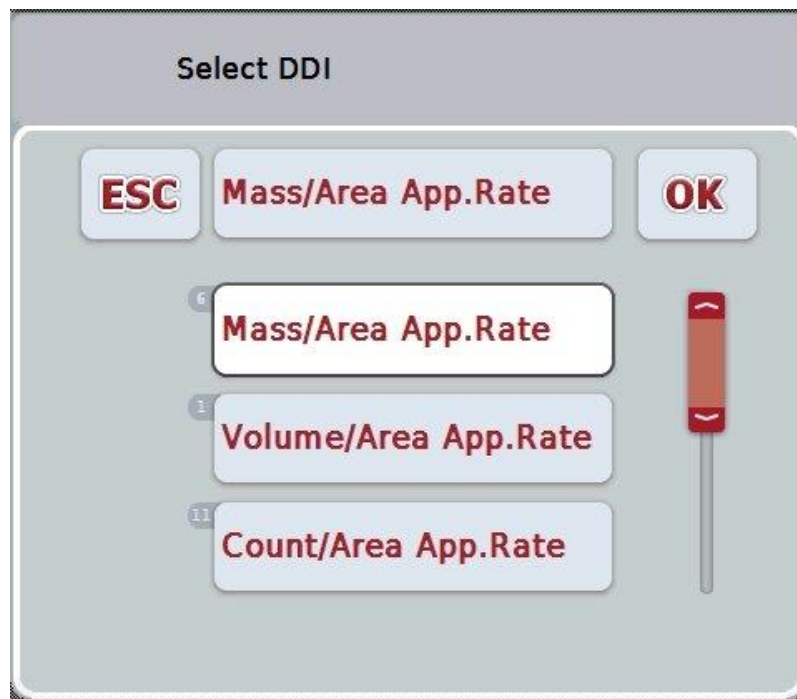 Select DDI
ESC Mass/Area App.Rate OK
6
Mass/Area App.Rate
1
Volume/Area App.Rate
11
Count/Area App.Rate